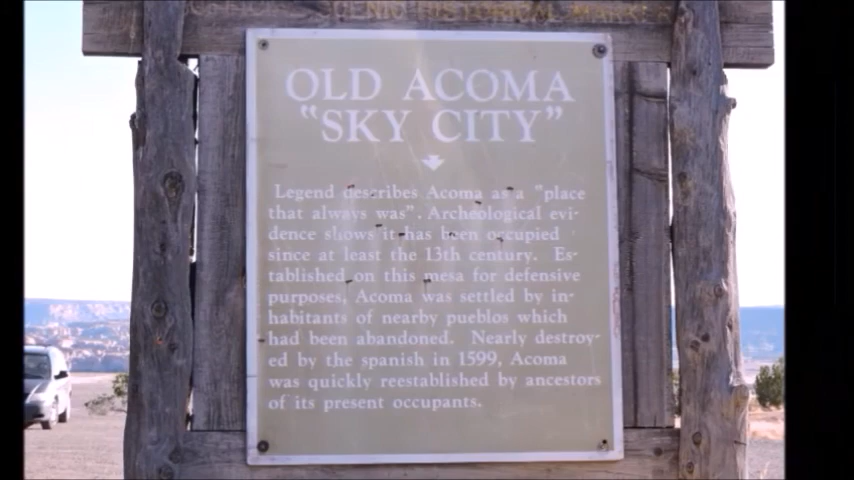 SCENIC HISTORICAL MARKER
OLD ACOMA
"SKY CITY"
Legend describes Acoma as a "place
that always was". Archeological evi-
dence shows it has been occupied
since at least the 13th century. Es-
tablished on this mesa for defensive
purposes, Acoma was settled by in-
habitants of nearby pueblos which
had been abandoned. Nearly destroy-
ed by the spanish in 1599, Acoma
was quickly reestablished by ancestors
of its present occupants.